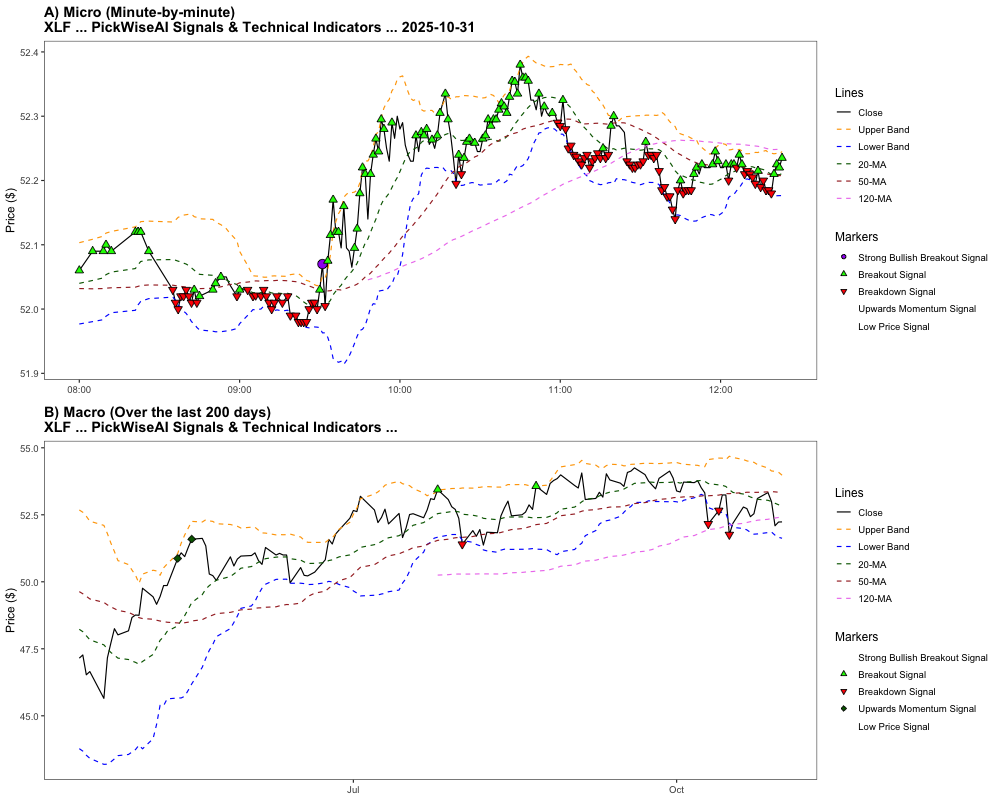 A) Micro (Minute-by-minute)
XLF ... PickWiseAI Signals & Technical Indicators ... 2025-10-31
52.4
52.3
52.2
52.1
52.0
51.9
Price ($)
08:00
09:00
10:00
11:00
12:00
Lines
Close
Upper Band
Lower Band
20-MA
50-MA
120-MA
Markers
Strong Bullish Breakout Signal
Breakout Signal
Breakdown Signal
Upwards Momentum Signal
Low Price Signal
B) Macro (Over the last 200 days)
XLF ... PickWiseAI Signals & Technical Indicators ...
55.0
52.5
50.0
47.5
45.0
Price ($)
Jul
Oct
Lines
Close
Upper Band
Lower Band
20-MA
50-MA
120-MA
Markers
Strong Bullish Breakout Signal
Breakout Signal
Breakdown Signal
Upwards Momentum Signal
Low Price Signal